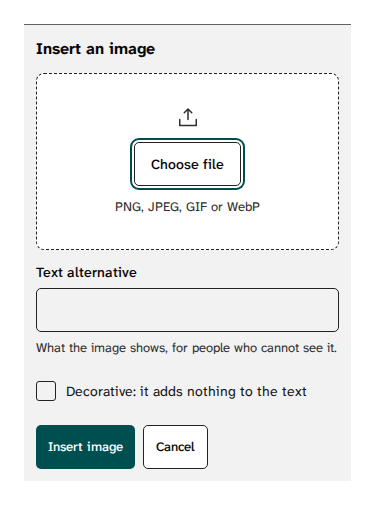 Insert an image
Choose file
PNG, JPEG, GIF or WebP
Text alternative
What the image shows, for people who cannot see it.
Decorative: it adds nothing to the text
Insert image
Cancel